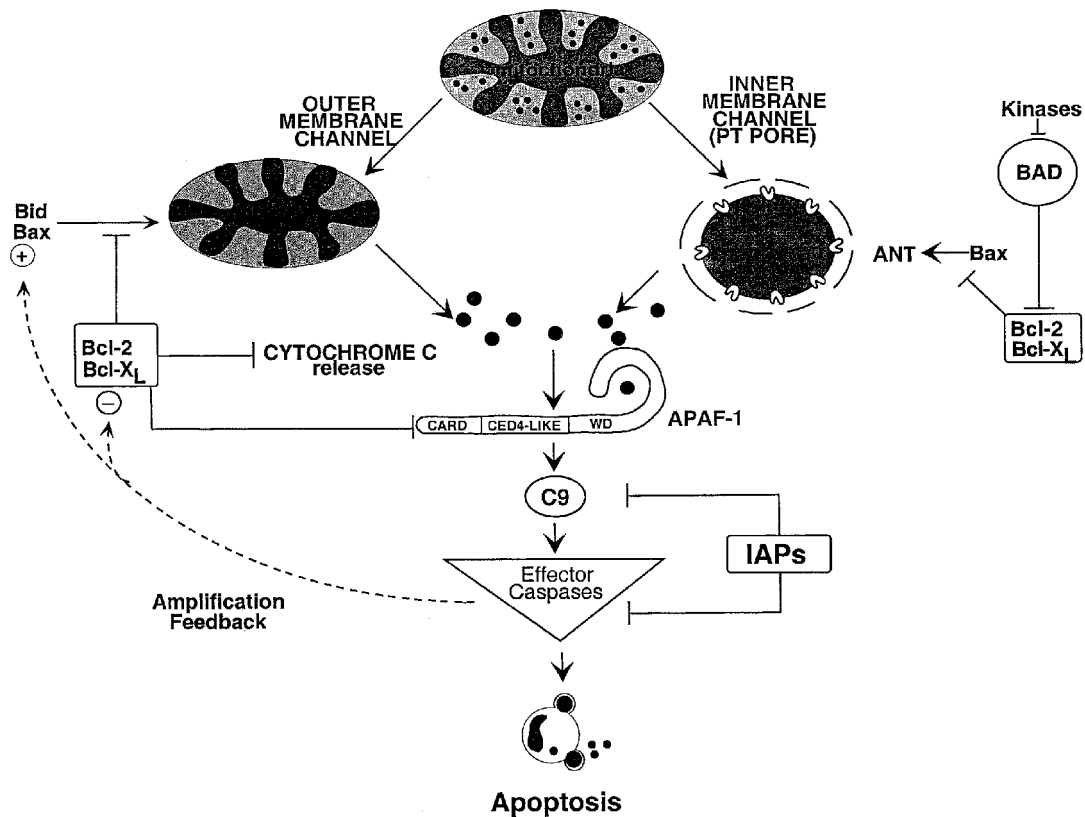 mitochondria
OUTER
MEMBRANE
CHANNEL
INNER
MEMBRANE
CHANNEL
(PT PORE)
Kinases
BAD
Bid
Bax
+
ANT
Bax
Bcl-2
Bcl-XL
Bcl-2
Bcl-XL
−
CYTOCHROME C
release
CARD
CED4-LIKE
WD
APAF-1
C9
IAPs
Effector
Caspases
Amplification
Feedback
Apoptosis